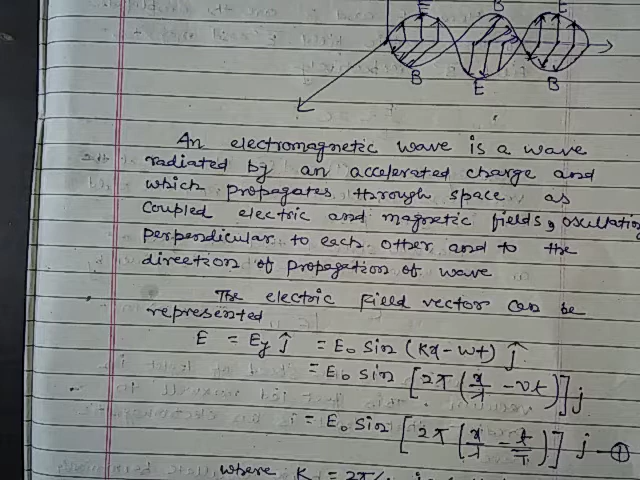 E B E
B E B
An electromagnetic wave is a wave
radiated by an accelerated charge and
which propagates through space as
coupled electric and magnetic fields, oscillating
perpendicular to each other and to the
direction of propagation of wave
The electric field vector can be
represented
E = Ey ĵ = E₀ sin (Kx - wt) ĵ
= E₀ sin [2π (x/λ - νt)] j
= E₀ sin [2π (x/λ - t/T)] j —①
where K = 2π/